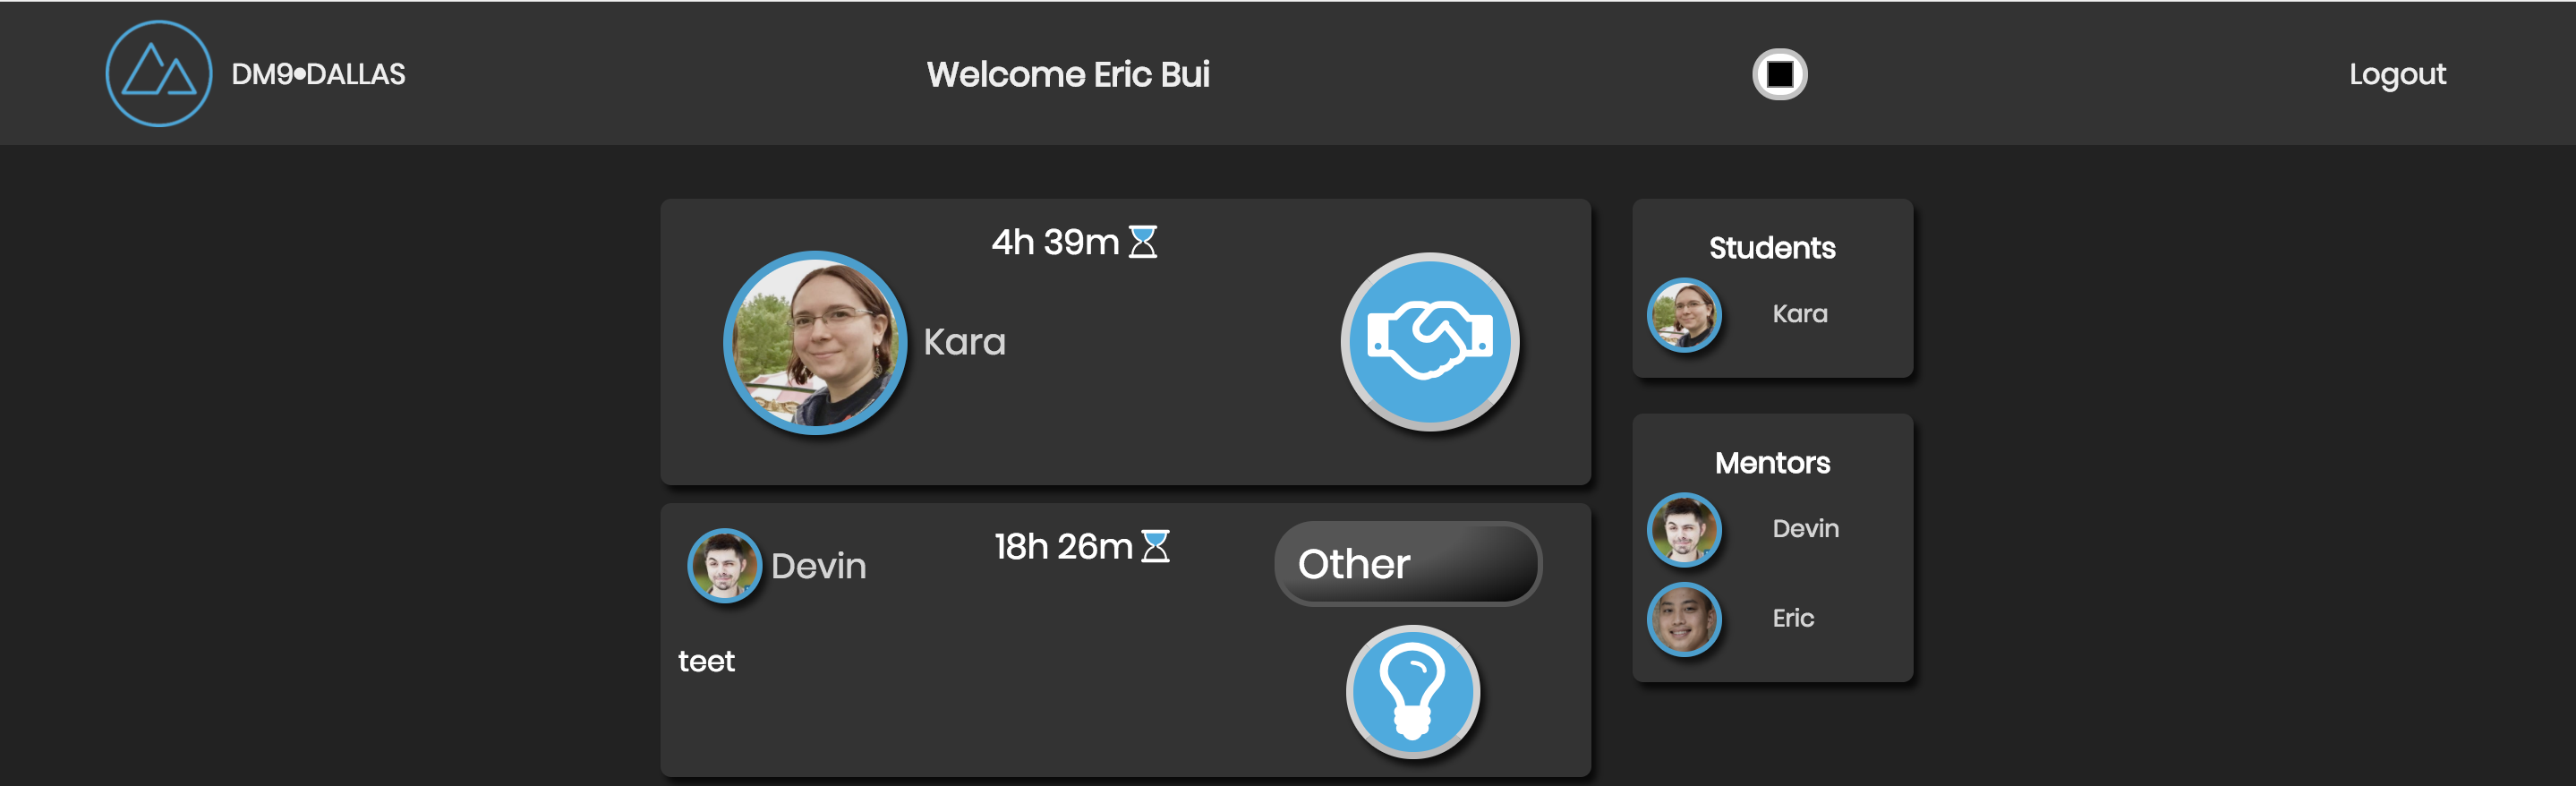 DM9•DALLAS
Welcome Eric Bui
Logout
4h 39m
Kara
Devin
18h 26m
Other
teet
Students
Kara
Mentors
Devin
Eric